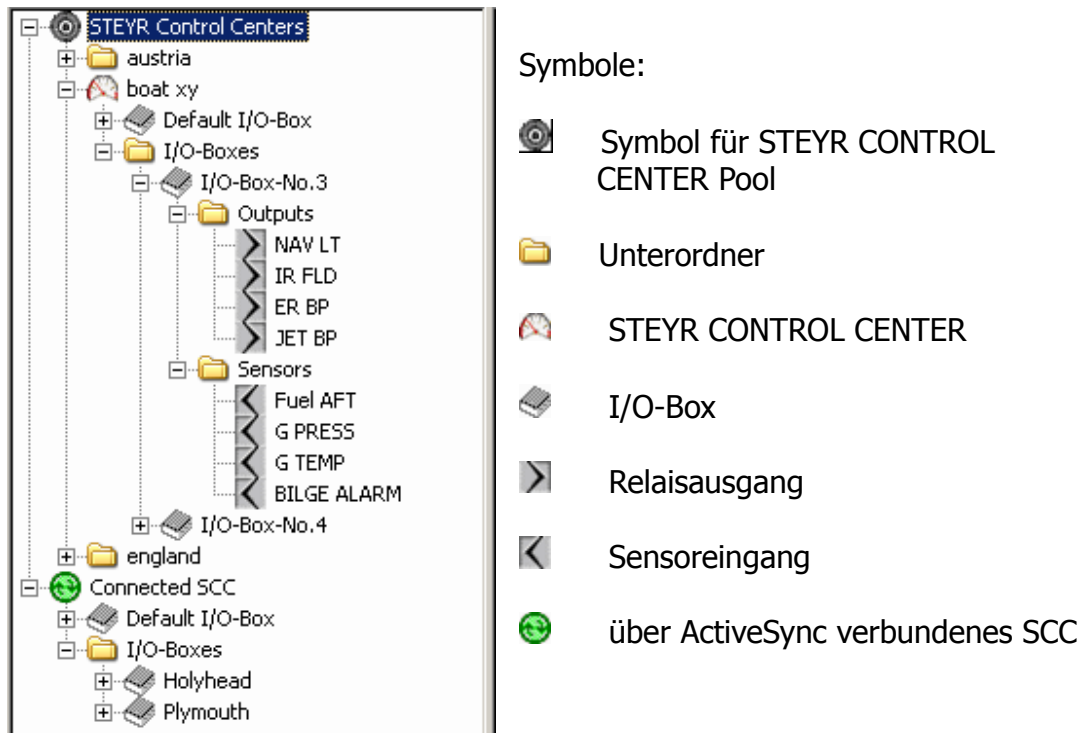 STEYR Control Centers
austria
boat xy
Default I/O-Box
I/O-Boxes
I/O-Box-No.3
Outputs
NAV LT
IR FLD
ER BP
JET BP
Sensors
Fuel AFT
G PRESS
G TEMP
BILGE ALARM
I/O-Box-No.4
england
Connected SCC
Default I/O-Box
I/O-Boxes
Holyhead
Plymouth
Symbole:
Symbol für STEYR CONTROL
CENTER Pool
Unterordner
STEYR CONTROL CENTER
I/O-Box
Relaisausgang
Sensoreingang
über ActiveSync verbundenes SCC